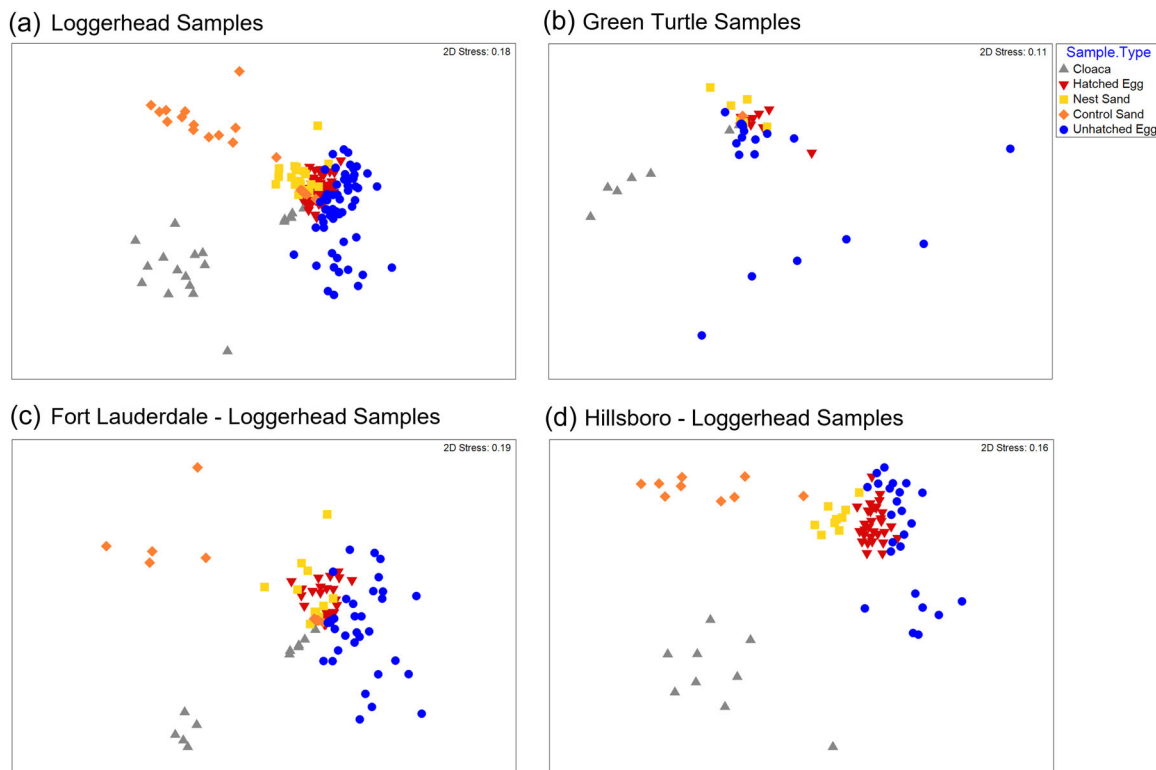 (a) Loggerhead Samples
2D Stress: 0.18
(b) Green Turtle Samples
2D Stress: 0.11
Sample.Type
Cloaca
Hatched Egg
Nest Sand
Control Sand
Unhatched Egg
(c) Fort Lauderdale - Loggerhead Samples
2D Stress: 0.19
(d) Hillsboro - Loggerhead Samples
2D Stress: 0.16